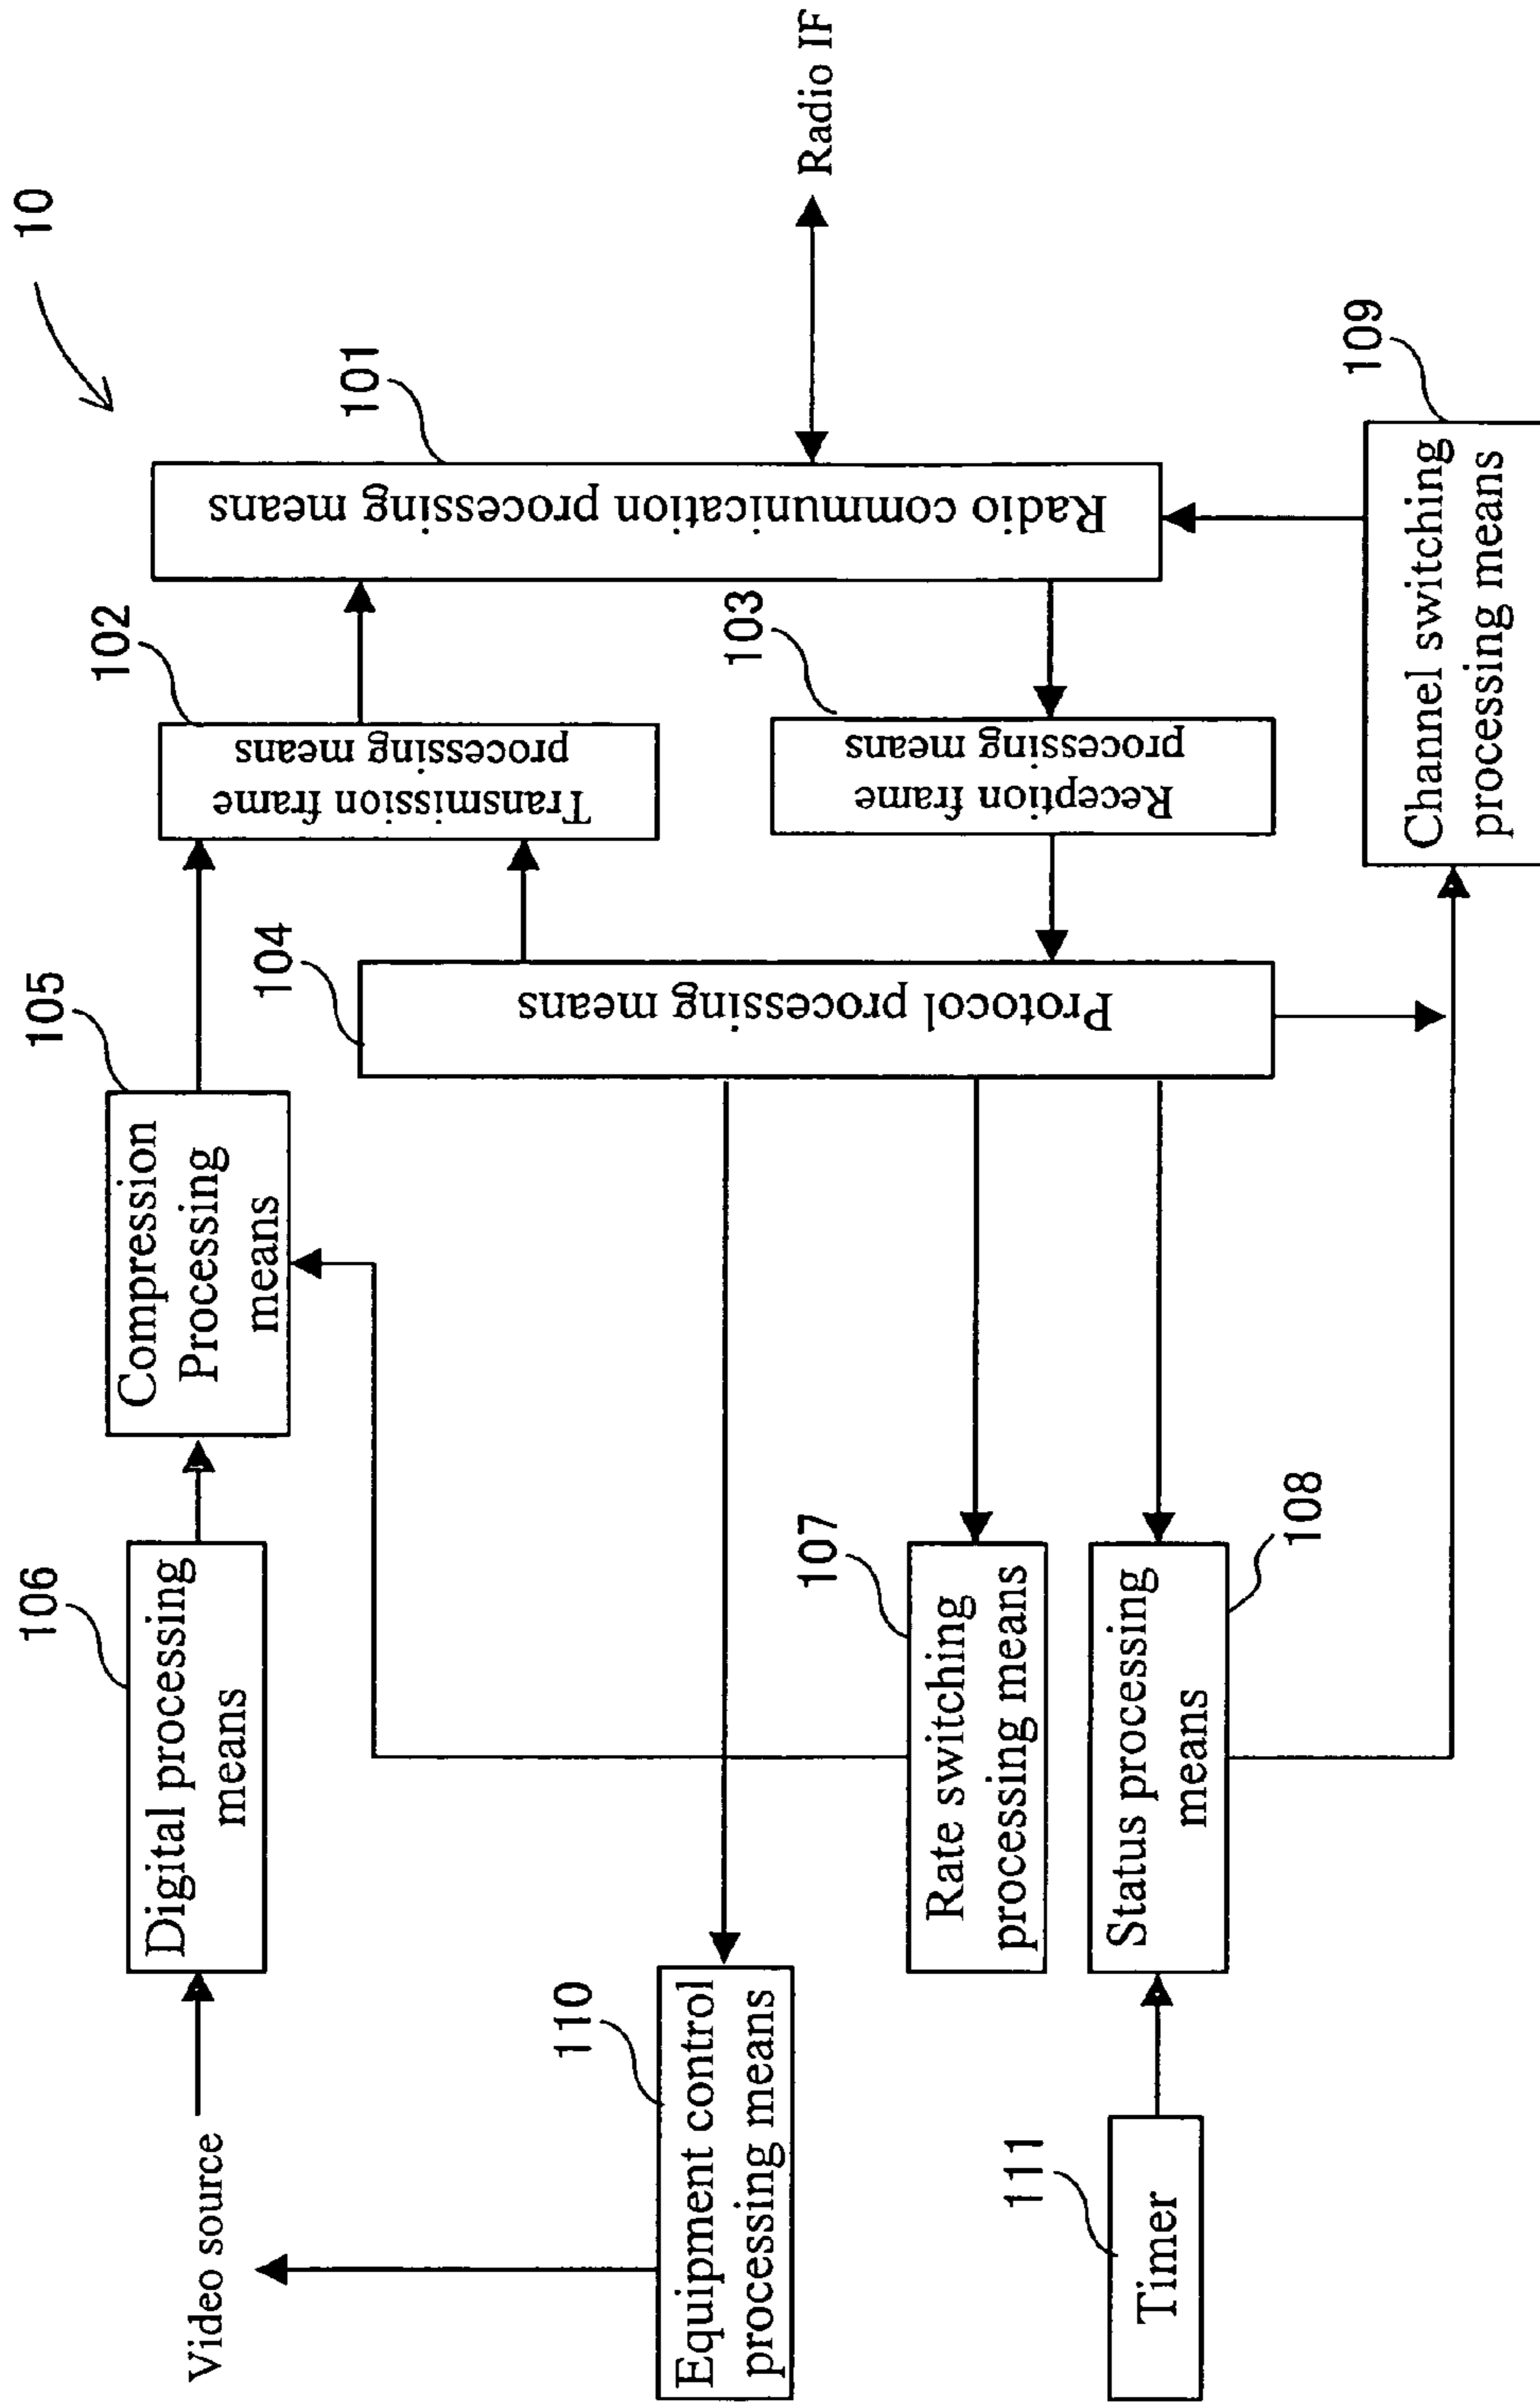 10
Video source
106
Digital processing
means
105
Compression
Processing
means
102
Transmission frame
processing means
101
Radio communication processing means
Radio IF
104
Protocol processing means
103
Reception frame
processing means
110
Equipment control
processing means
107
Rate switching
processing means
111
Timer
108
Status processing
means
109
Channel switching
processing means